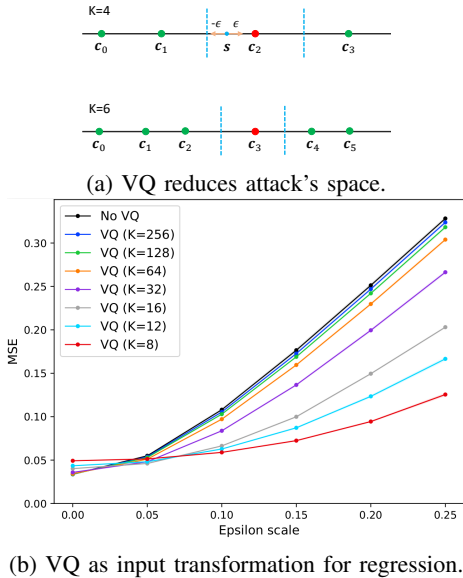 K=4
-ϵ ϵ
c₀ c₁ s c₂ c₃
K=6
c₀ c₁ c₂ c₃ c₄ c₅
(a) VQ reduces attack's space.
No VQ
VQ (K=256)
VQ (K=128)
VQ (K=64)
VQ (K=32)
VQ (K=16)
VQ (K=12)
VQ (K=8)
MSE
0.30
0.25
0.20
0.15
0.10
0.05
0.00
0.00 0.05 0.10 0.15 0.20 0.25
Epsilon scale
(b) VQ as input transformation for regression.